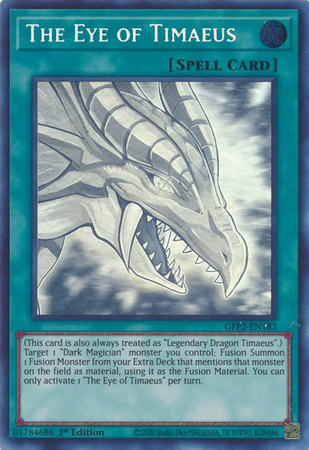 The Eye of Timaeus
[Spell Card]
GFP2-EN183
(This card is also always treated as "Legendary Dragon Timaeus".)
Target 1 "Dark Magician" monster you control; Fusion Summon
1 Fusion Monster from your Extra Deck that mentions that monster
on the field as material, using it as the Fusion Material. You can
only activate 1 "The Eye of Timaeus" per turn.
01784686 1st Edition ©2020 Studio Dice/SHUEISHA, TV TOKYO, KONAMI